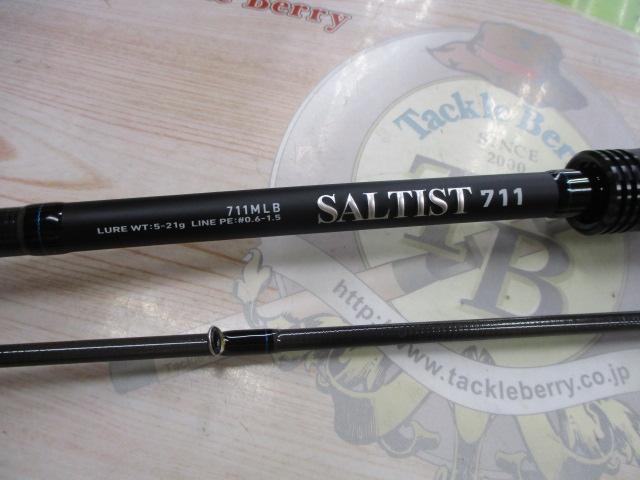 le Berry
Tackle Berry
SINCE
2000
TB
711MLB
LURE WT:5-21g LINE PE:#0.6-1.5
SALTIST 711
http:
www.tackleberry.co.jp